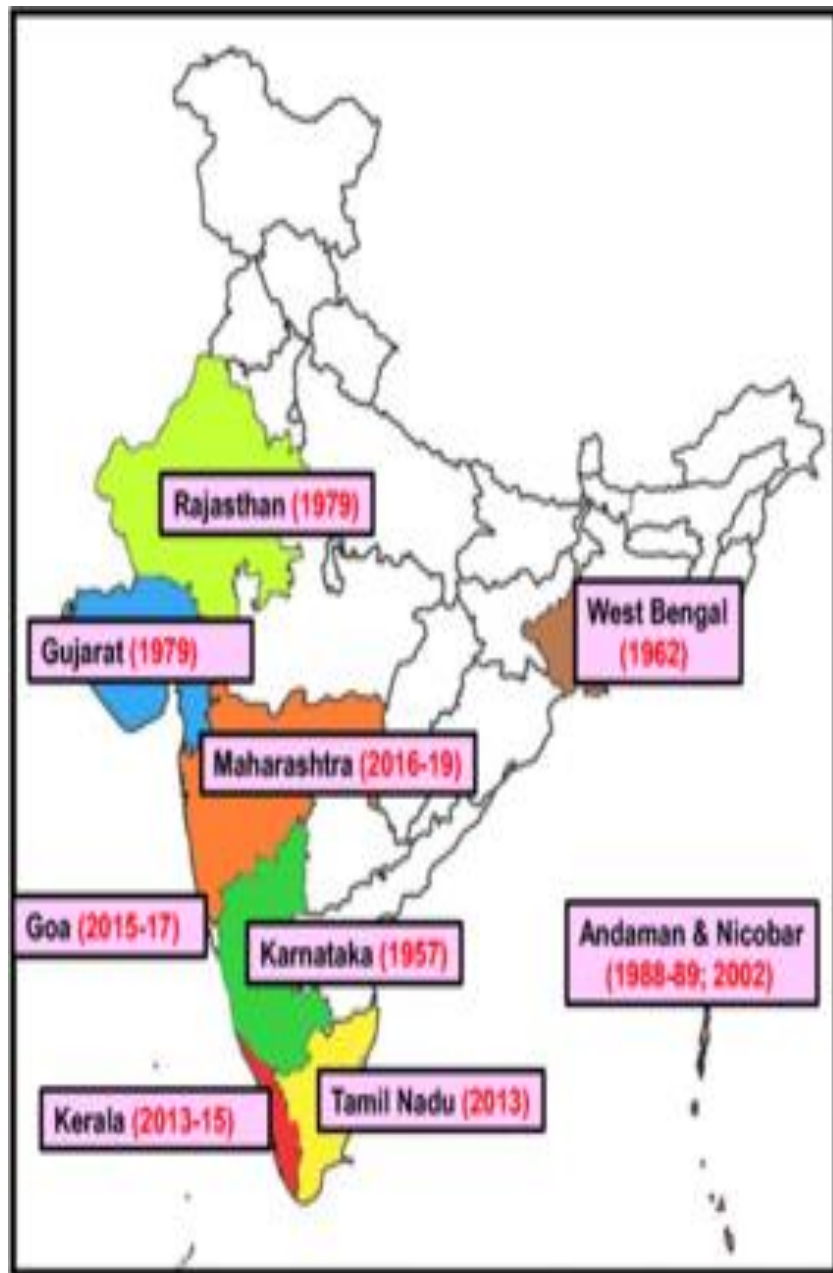 Rajasthan (1979)
West Bengal
(1962)
Gujarat (1979)
Maharashtra (2016-19)
Goa (2015-17)
Karnataka (1957)
Andaman & Nicobar
(1988-89; 2002)
Tamil Nadu (2013)
Kerala (2013-15)